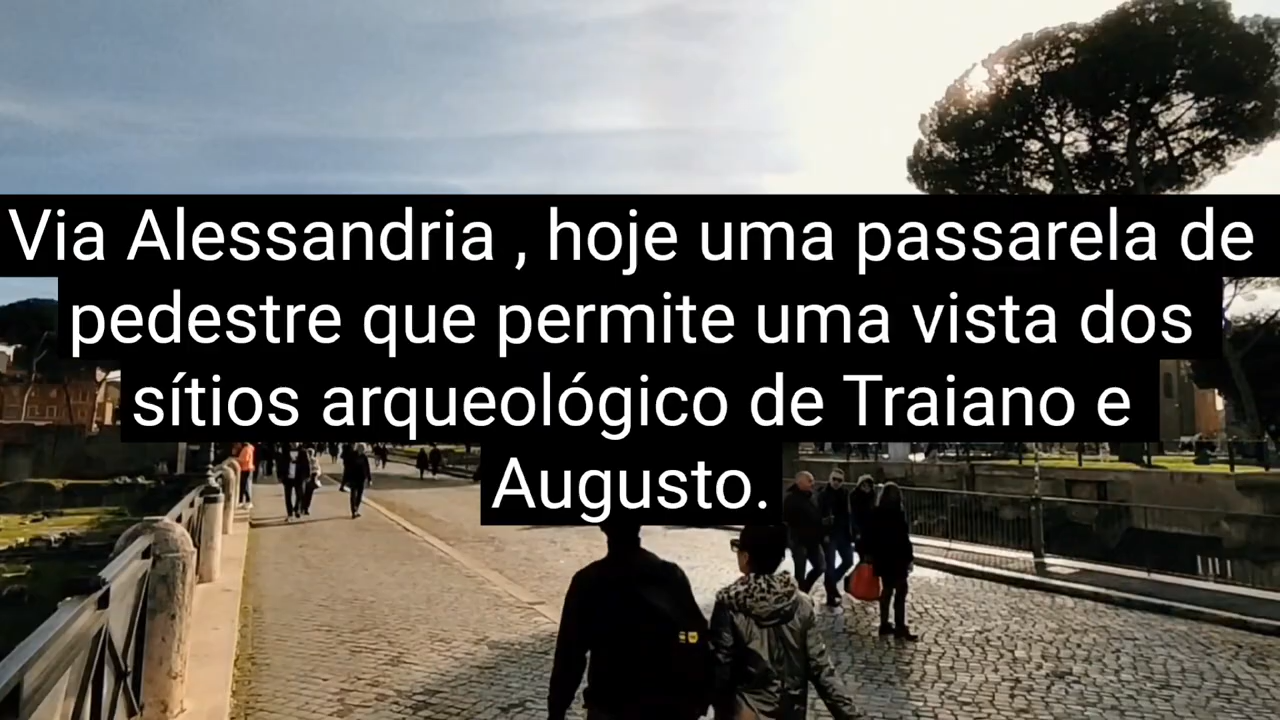 Via Alessandria , hoje uma passarela de
pedestre que permite uma vista dos
sítios arqueológico de Traiano e
Augusto.